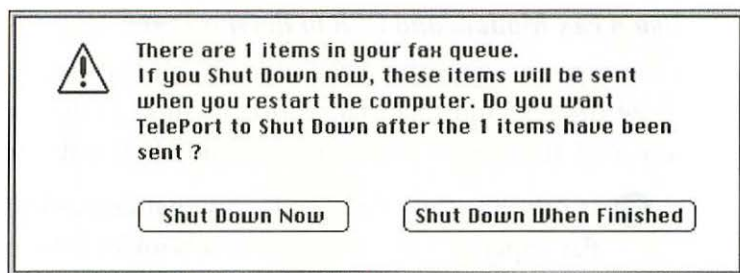 There are 1 items in your fax queue.
If you Shut Down now, these items will be sent
when you restart the computer. Do you want
TelePort to Shut Down after the 1 items have been
sent ?
Shut Down Now
Shut Down When Finished